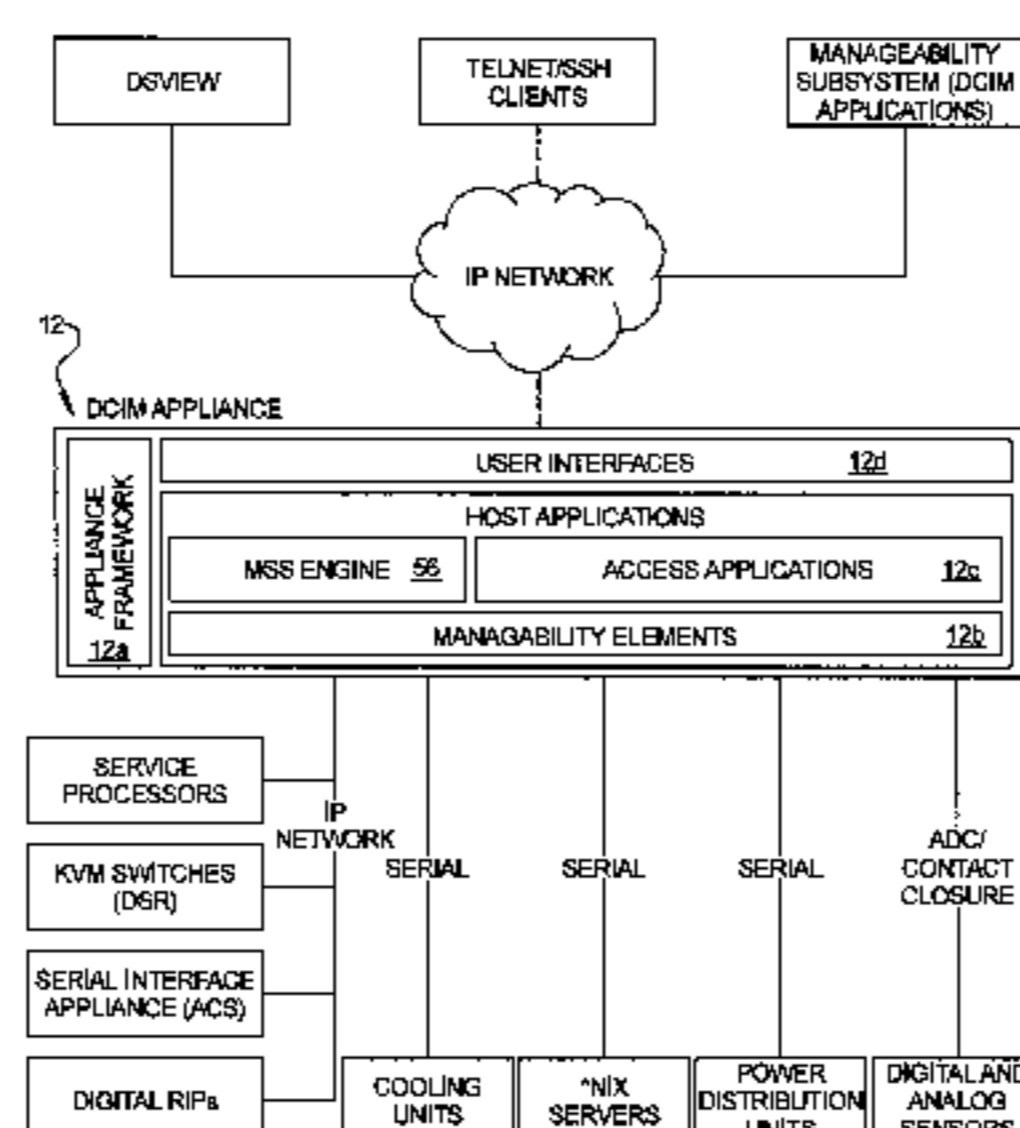 DSVIEW
TELNET/SSH
CLIENTS
MANAGEABILITY
SUBSYSTEM (DCIM
APPLICATIONS)
IP NETWORK
12
DCIM APPLIANCE
APPLIANCE
FRAMEWORK
12a
USER INTERFACES 12d
HOST APPLICATIONS
MSS ENGINE 56
ACCESS APPLICATIONS 12c
MANAGABILITY ELEMENTS 12b
SERVICE
PROCESSORS
KVM SWITCHES
(DSR)
SERIAL INTERFACE
APPLIANCE (ACS)
DIGITAL RIPs
IP
NETWORK
SERIAL
SERIAL
SERIAL
ADC/
CONTACT
CLOSURE
COOLING
UNITS
*NIX
SERVERS
POWER
DISTRIBUTION
UNITS
DIGITAL AND
ANALOG
SENSORS